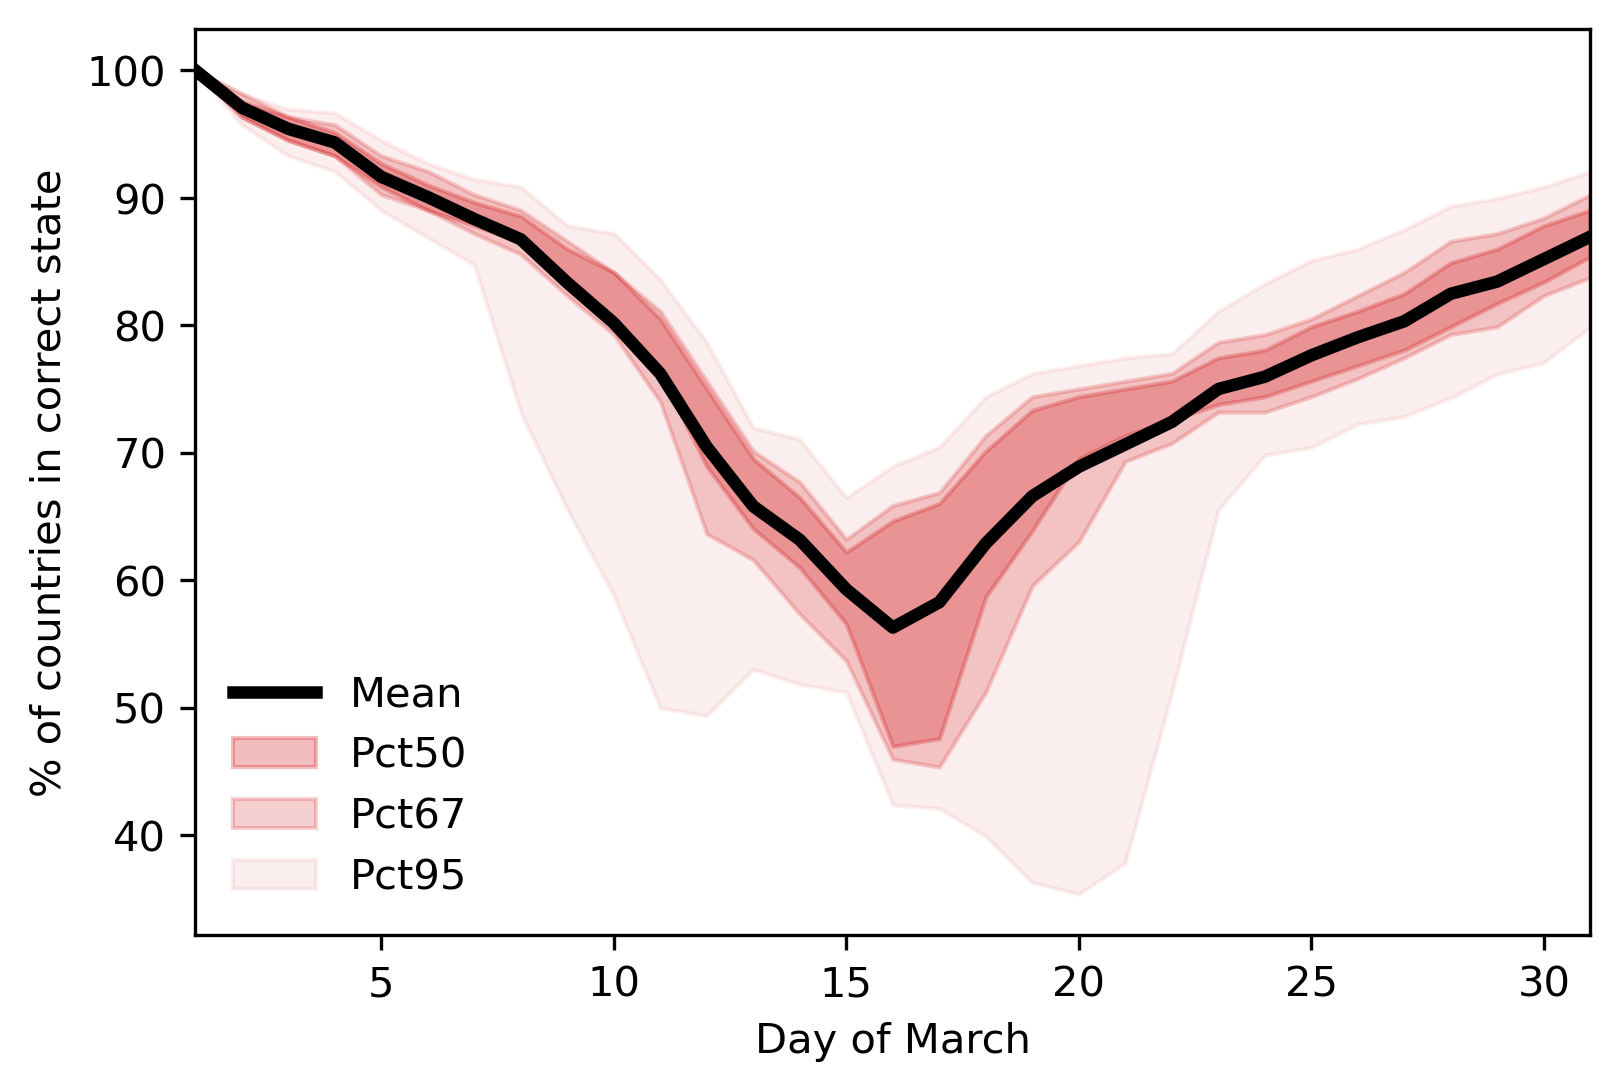 % of countries in correct state
100
90
80
70
60
50
40
Mean
Pct50
Pct67
Pct95
5 10 15 20 25 30
Day of March